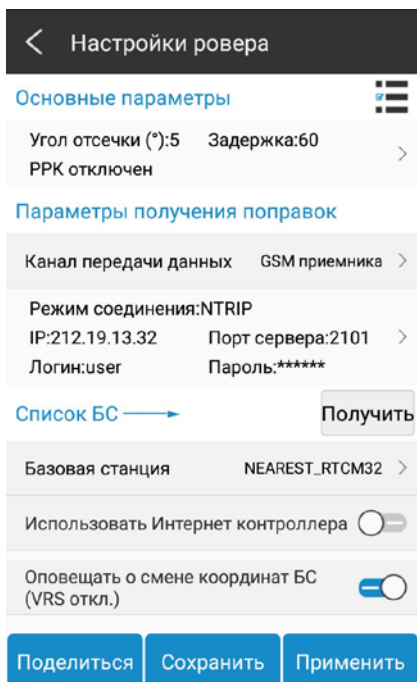 Настройки ровера
Основные параметры
Угол отсечки (°):5 Задержка:60
PPK отключен
Параметры получения поправок
Канал передачи данных GSM приемника
Режим соединения:NTRIP
IP:212.19.13.32 Порт сервера:2101
Логин:user Пароль:******
Список БС Получить
Базовая станция NEAREST_RTCM32
Использовать Интернет контроллера
Оповещать о смене координат БС
(VRS откл.)
Поделиться Сохранить Применить